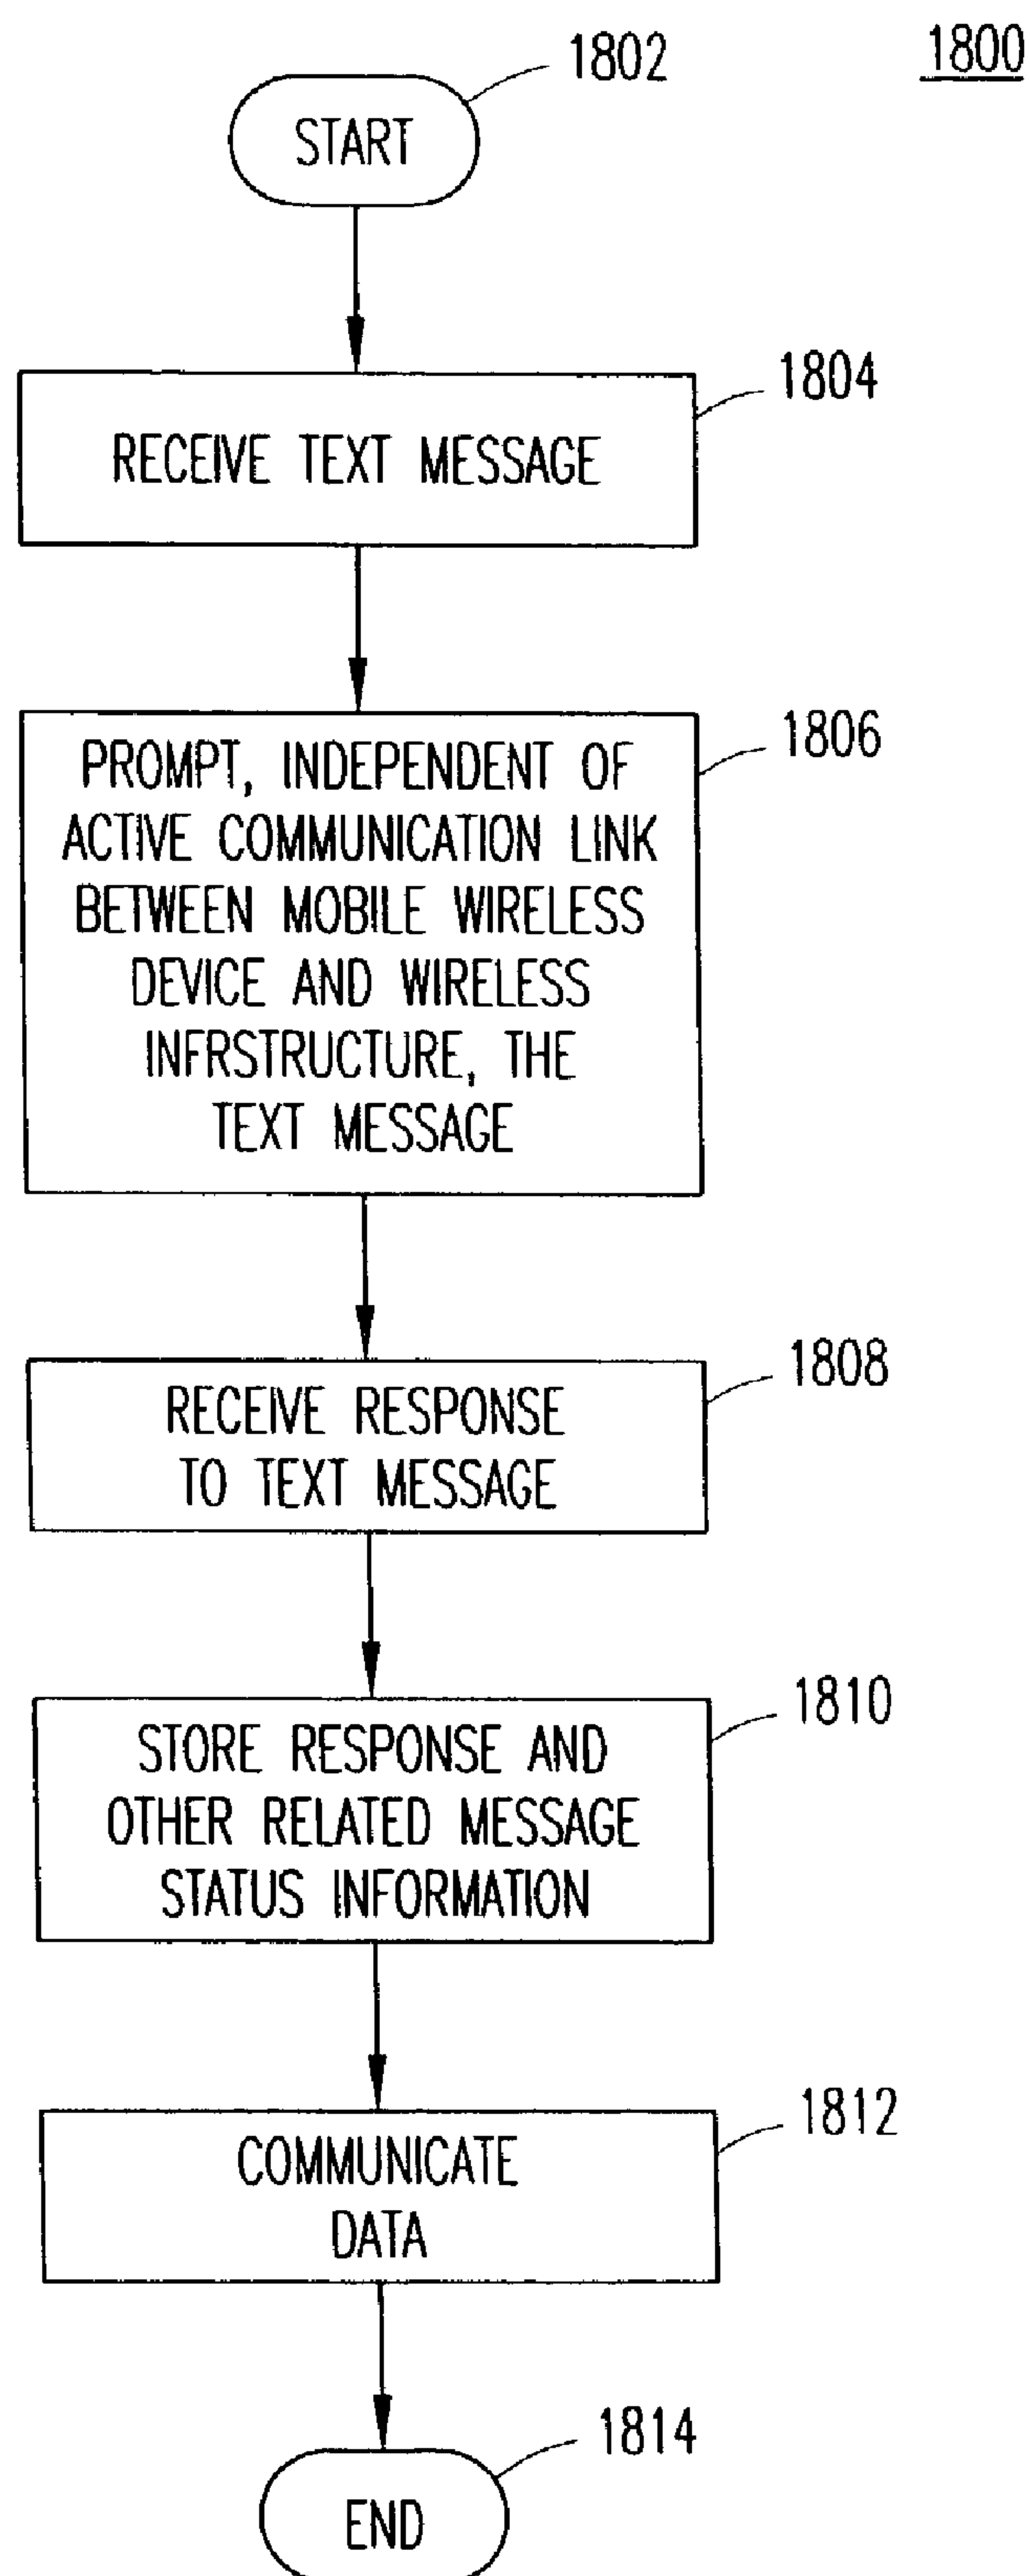 1800
1802
START
1804
RECEIVE TEXT MESSAGE
1806
PROMPT, INDEPENDENT OF
ACTIVE COMMUNICATION LINK
BETWEEN MOBILE WIRELESS
DEVICE AND WIRELESS
INFRSTRUCTURE, THE
TEXT MESSAGE
1808
RECEIVE RESPONSE
TO TEXT MESSAGE
1810
STORE RESPONSE AND
OTHER RELATED MESSAGE
STATUS INFORMATION
1812
COMMUNICATE
DATA
1814
END